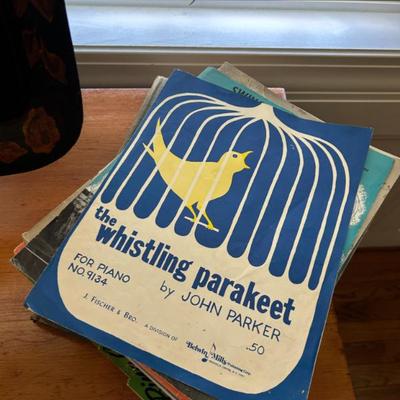 the
whistling parakeet
FOR PIANO
NO. 9134
by JOHN PARKER
.50
J. FISCHER & BRO.
A DIVISION OF
Belwin Mills